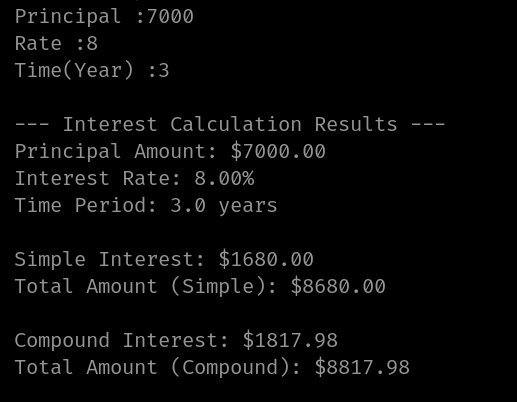 Principal :7000
Rate :8
Time(Year) :3
--- Interest Calculation Results ---
Principal Amount: $7000.00
Interest Rate: 8.00%
Time Period: 3.0 years
Simple Interest: $1680.00
Total Amount (Simple): $8680.00
Compound Interest: $1817.98
Total Amount (Compound): $8817.98